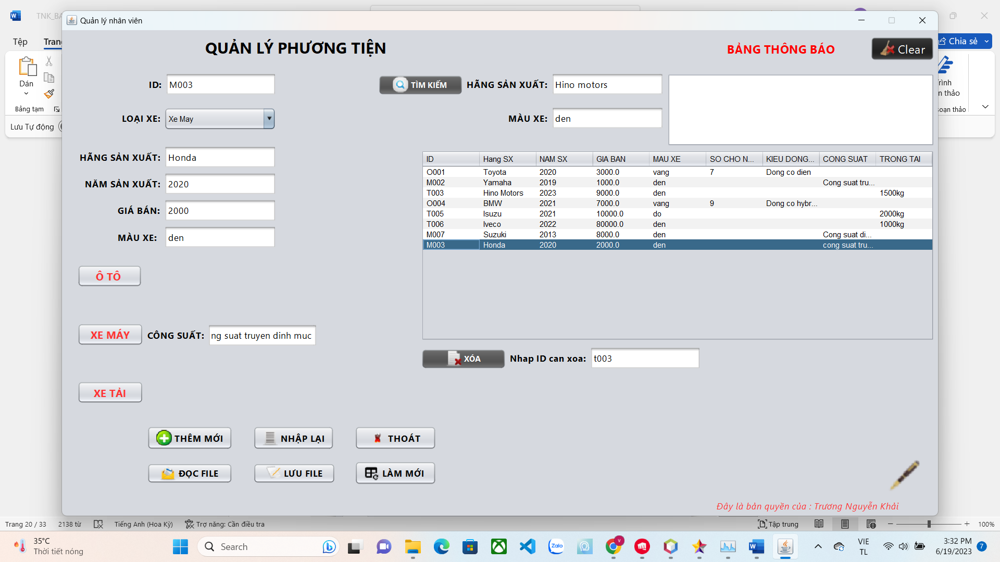 Quản lý nhân viên
Tệp
Trang
Chia sẻ
QUẢN LÝ PHƯƠNG TIỆN
BẢNG THÔNG BÁO
Clear
Dán
Bảng tạm
Lưu Tự động
ID:
M003
TÌM KIẾM
HÃNG SẢN XUẤT:
Hino motors
LOẠI XE:
Xe May
MÀU XE:
den
HÃNG SẢN XUẤT:
Honda
NĂM SẢN XUẤT:
2020
GIÁ BÁN:
2000
MÀU XE:
den
ID Hang SX NAM SX GIA BAN MAU XE SO CHO N... KIEU DONG... CONG SUAT TRONG TAI
O001 Toyota 2020 3000.0 vang 7 Dong co dien
M002 Yamaha 2019 1000.0 den Cong suat tru...
T003 Hino Motors 2023 9000.0 den 1500kg
O004 BMW 2021 7000.0 vang 9 Dong co hybr...
T005 Isuzu 2021 10000.0 do 2000kg
T006 Iveco 2022 80000.0 den 1000kg
M007 Suzuki 2013 8000.0 den Cong suat di...
M003 Honda 2020 2000.0 den cong suat tru...
Ô TÔ
XE MÁY
CÔNG SUẤT:
ng suat truyen dinh muc
XE TẢI
XÓA
Nhap ID can xoa:
t003
THÊM MỚI
NHẬP LẠI
THOÁT
ĐỌC FILE
LƯU FILE
LÀM MỚI
Đây là bản quyền của : Trương Nguyễn Khải
Trang 20 / 33 2138 từ Tiếng Anh (Hoa Kỳ) Trợ năng: Cần điều tra
Tập trung
100%
35°C
Thời tiết nóng
Search
Zalo
VIE
TL
3:32 PM
6/19/2023
7